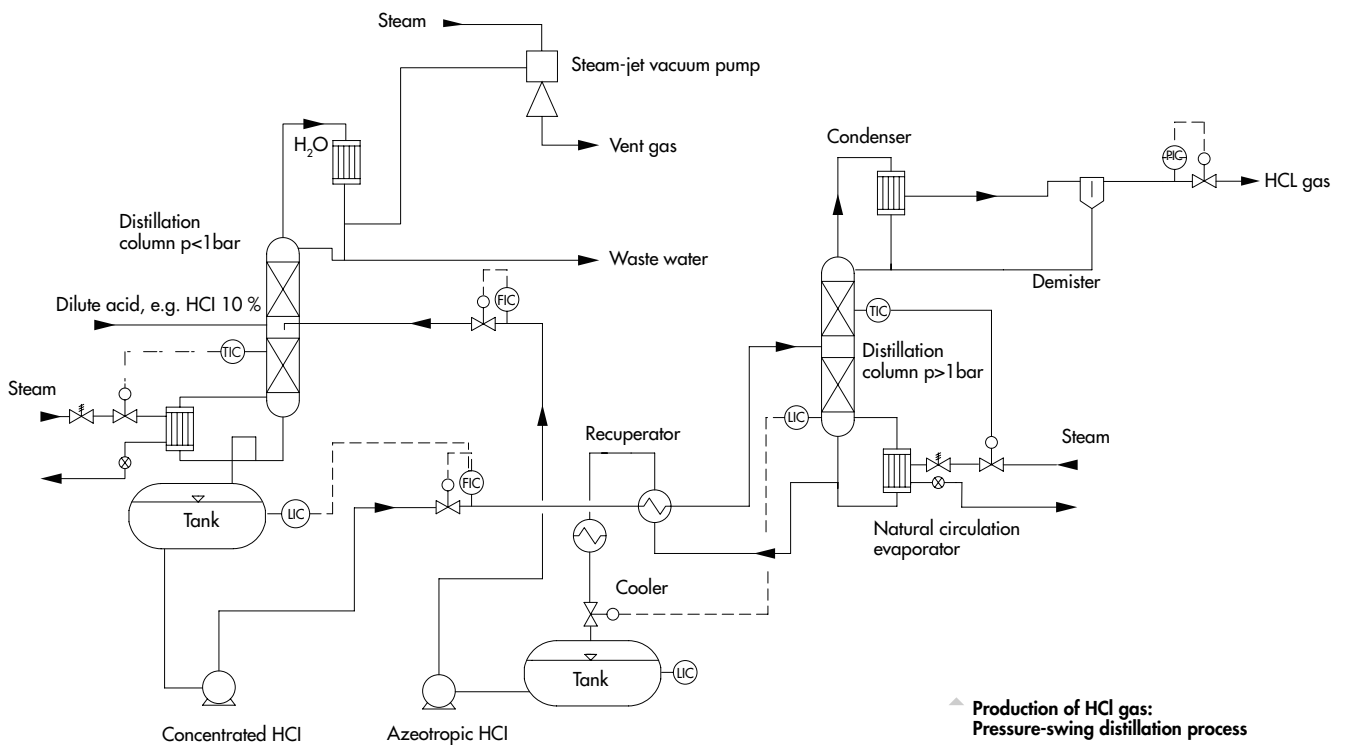 Steam
Steam-jet vacuum pump
H₂O
Vent gas
Condenser
PIC
HCL gas
Distillation
column p<1bar
Waste water
Demister
Dilute acid, e.g. HCl 10 %
FIC
TIC
TIC
Distillation
column p>1bar
Steam
LIC
Recuperator
Steam
FIC
Tank
LIC
Natural circulation
evaporator
Cooler
Tank
LIC
Concentrated HCl
Azeotropic HCl
Production of HCl gas:
Pressure-swing distillation process